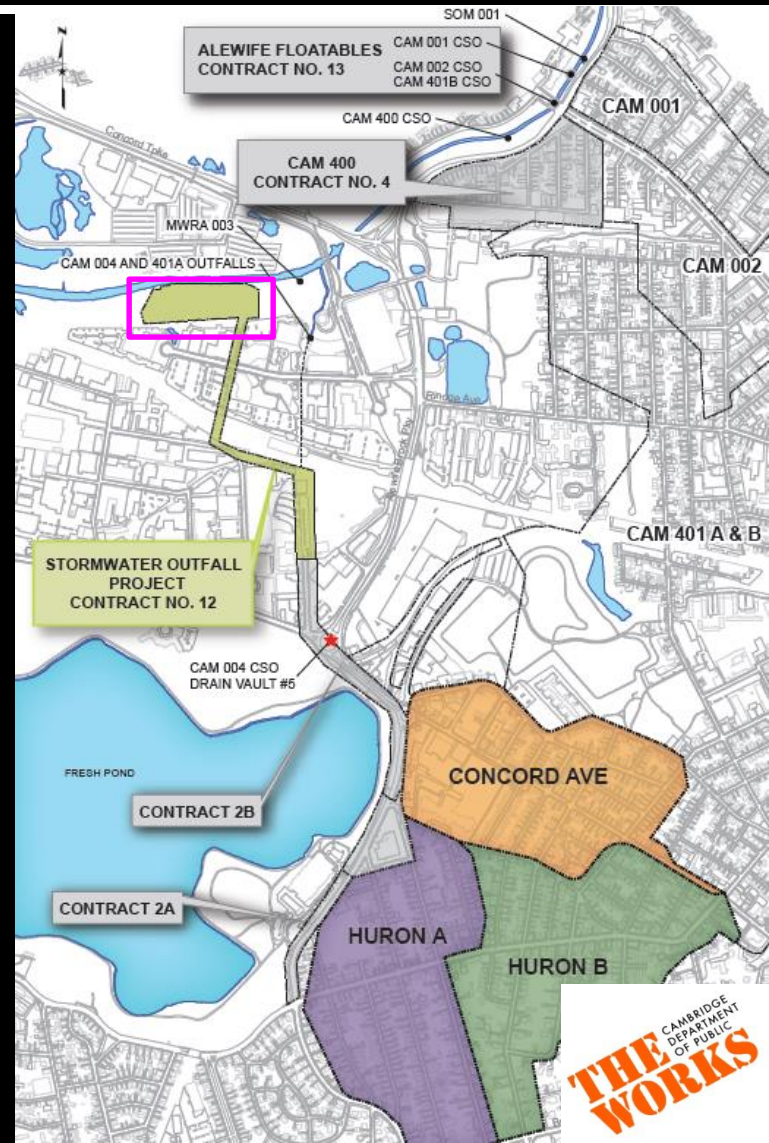 SOM 001
ALEWIFE FLOATABLES
CONTRACT NO. 13
CAM 001 CSO
CAM 002 CSO
CAM 401B CSO
CAM 001
CAM 400 CSO
N
Concord Tpke
CAM 400
CONTRACT NO. 4
MWRA 003
CAM 004 AND 401A OUTFALLS
CAM 002
Rindge Ave
CAM 401 A & B
STORMWATER OUTFALL
PROJECT
CONTRACT NO. 12
CAM 004 CSO
DRAIN VAULT #5
FRESH POND
CONCORD AVE
CONTRACT 2B
CONTRACT 2A
HURON A
HURON B
THE WORKS
CAMBRIDGE
DEPARTMENT
OF PUBLIC